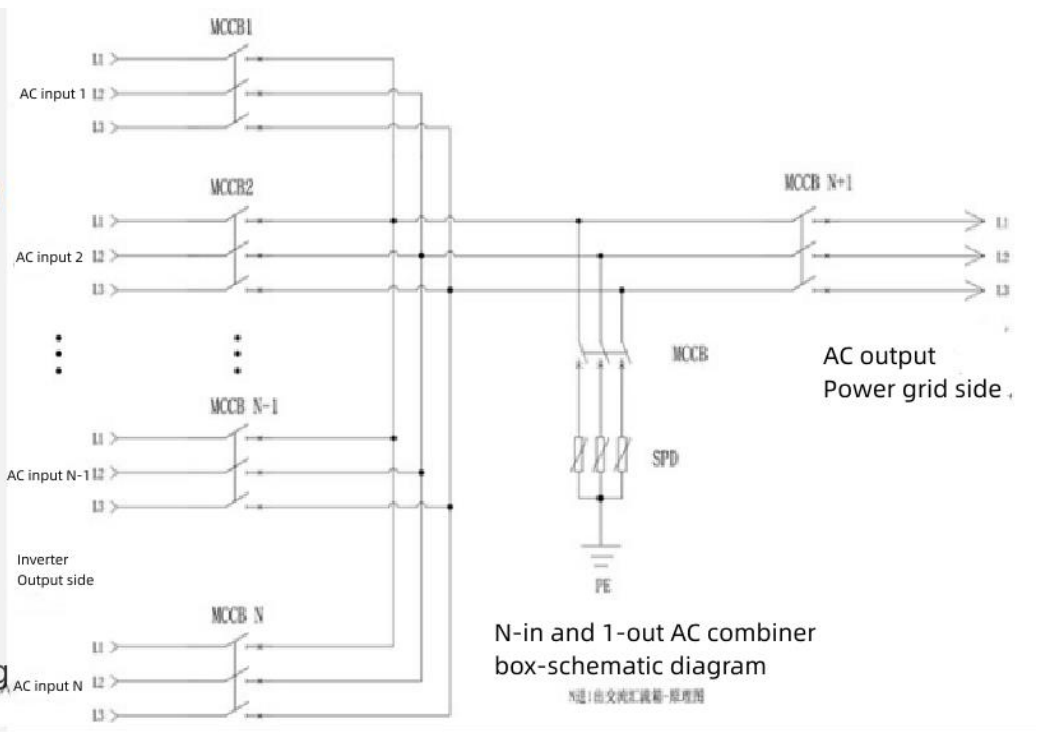 MCCB1
L1
AC input 1 L2
L3
MCCB2
L1
AC input 2 L2
L3
MCCB N+1
L1
L2
L3
MCCB
AC output
Power grid side
MCCB N-1
L1
AC input N-1 L2
L3
SPD
Inverter
Output side
PE
MCCB N
L1
AC input N L2
L3
N-in and 1-out AC combiner
box-schematic diagram
N进1出交流汇流箱-原理图
g